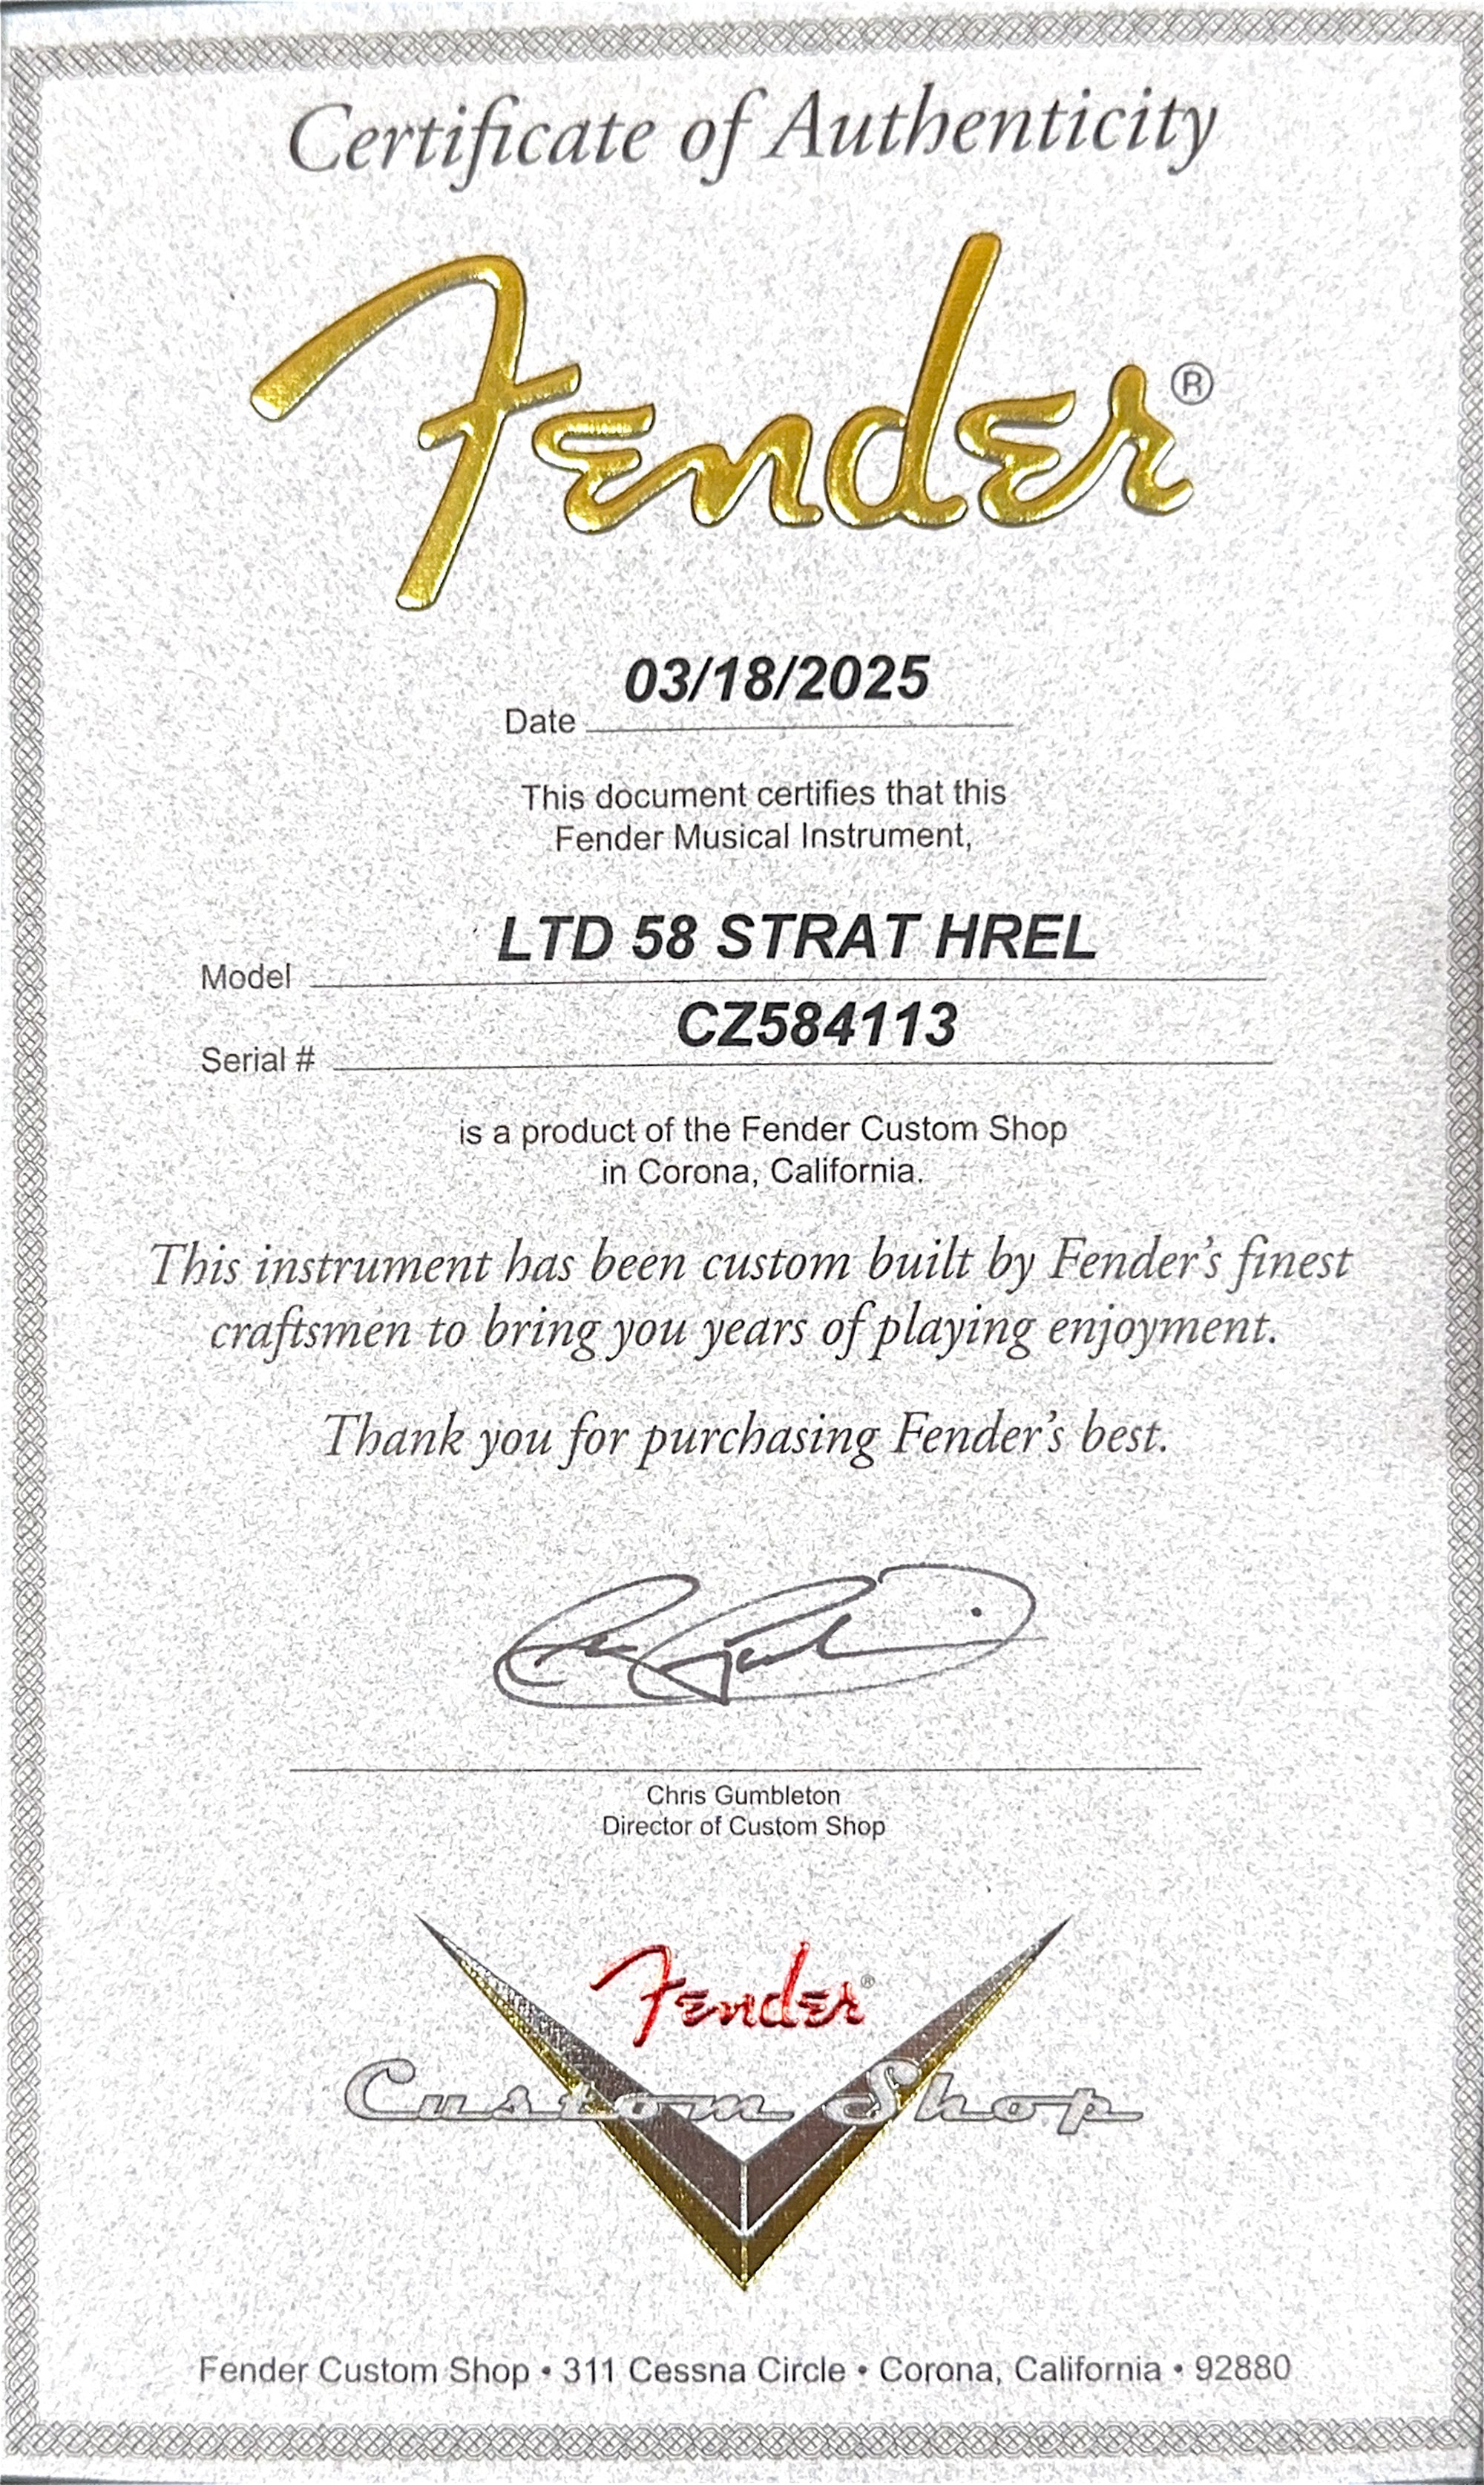 Certificate of Authenticity
Fender®
03/18/2025
Date
This document certifies that this
Fender Musical Instrument,
LTD 58 STRAT HREL
Model
CZ584113
Serial #
is a product of the Fender Custom Shop
in Corona, California.
This instrument has been custom built by Fender's finest
craftsmen to bring you years of playing enjoyment.
Thank you for purchasing Fender's best.
Chris Gumbleton
Director of Custom Shop
Fender®
Custom Shop
Fender Custom Shop • 311 Cessna Circle • Corona, California • 92880